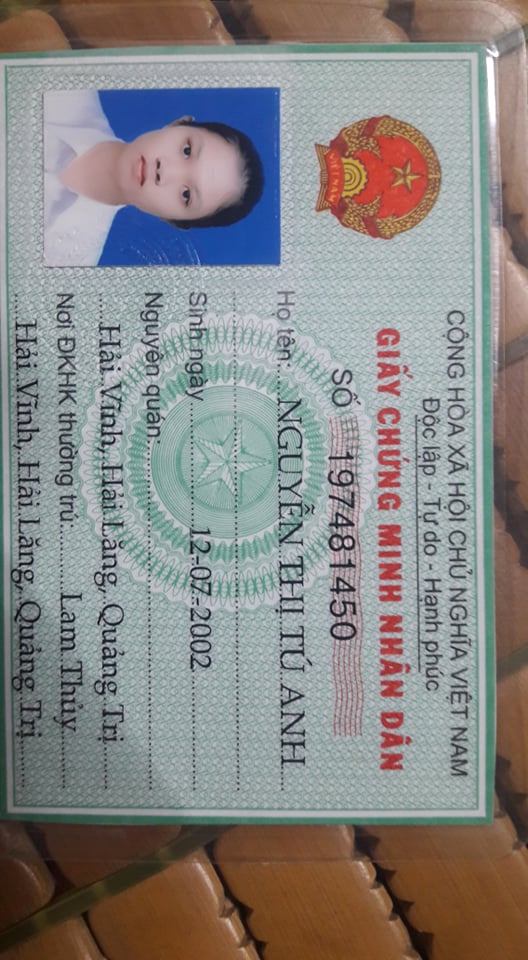 CỘNG HÒA XÃ HỘI CHỦ NGHĨA VIỆT NAM
Độc lập - Tự do - Hạnh phúc
GIẤY CHỨNG MINH NHÂN DÂN
SỐ 197481450
Họ tên: NGUYỄN THỊ TÚ ANH
Sinh ngày 12-07-2002
Nguyên quán:
Hải Vĩnh, Hải Lăng, Quảng Trị
Nơi ĐKHK thường trú: Lam Thủy
Hải Vĩnh, Hải Lăng, Quảng Trị
VIỆT NAM